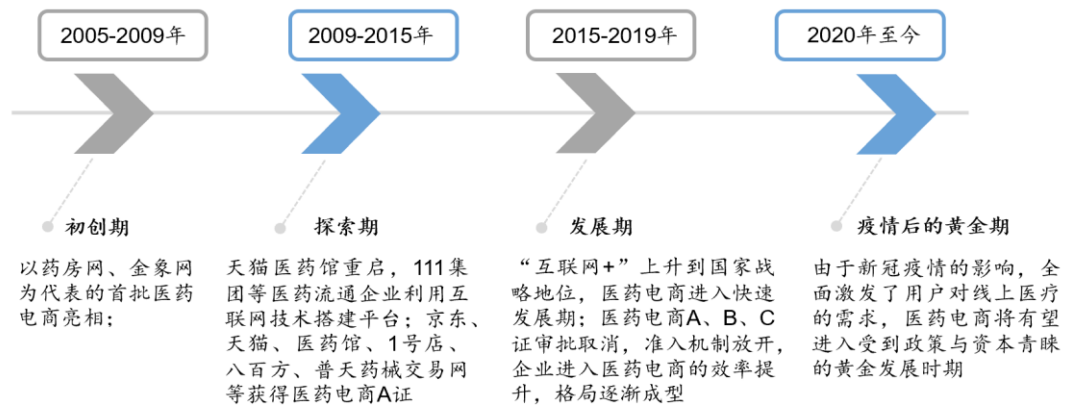 2005-2009年
2009-2015年
2015-2019年
2020年至今
初创期
以药房网、金象网
为代表的首批医药
电商亮相；
探索期
天猫医药馆重启，111集
团等医药流通企业利用互
联网技术搭建平台；京东、
天猫、医药馆、1号店、
八百方、普天药械交易网
等获得医药电商A证
发展期
“互联网+”上升到国家战
略地位，医药电商进入快速
发展期；医药电商A、B、C
证审批取消，准入机制放开，
企业进入医药电商的效率提
升，格局逐渐成型
疫情后的黄金期
由于新冠疫情的影响，全
面激发了用户对线上医疗
的需求，医药电商将有望
进入受到政策与资本青睐
的黄金发展时期